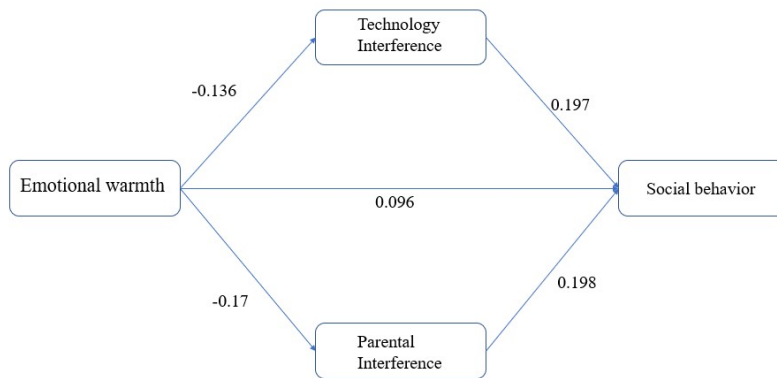 Technology
Interference
-0.136
0.197
Emotional warmth
0.096
Social behavior
-0.17
0.198
Parental
Interference